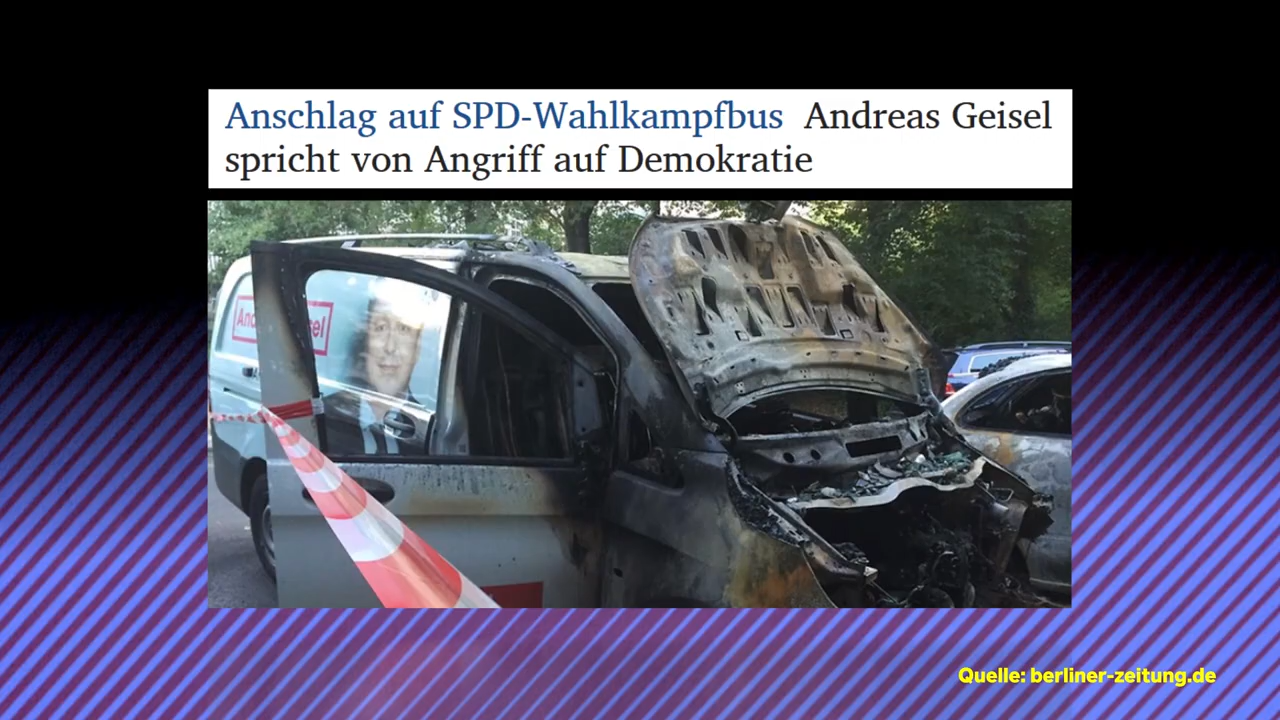 Anschlag auf SPD-Wahlkampfbus Andreas Geisel
spricht von Angriff auf Demokratie
Quelle: berliner-zeitung.de